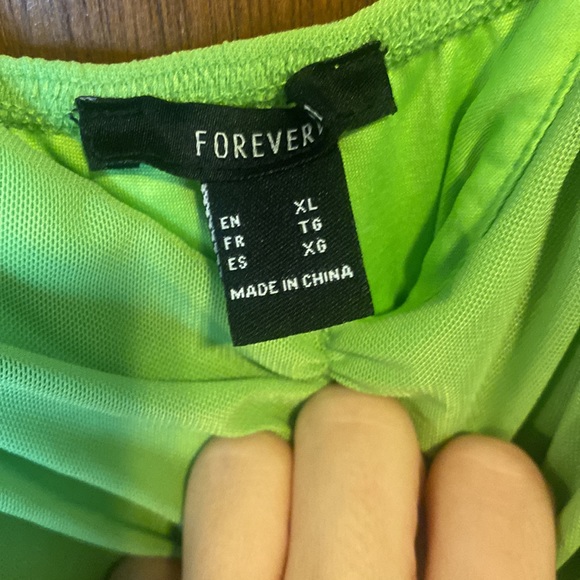 FOREVER
EN XL
FR TG
ES XG
MADE IN CHINA